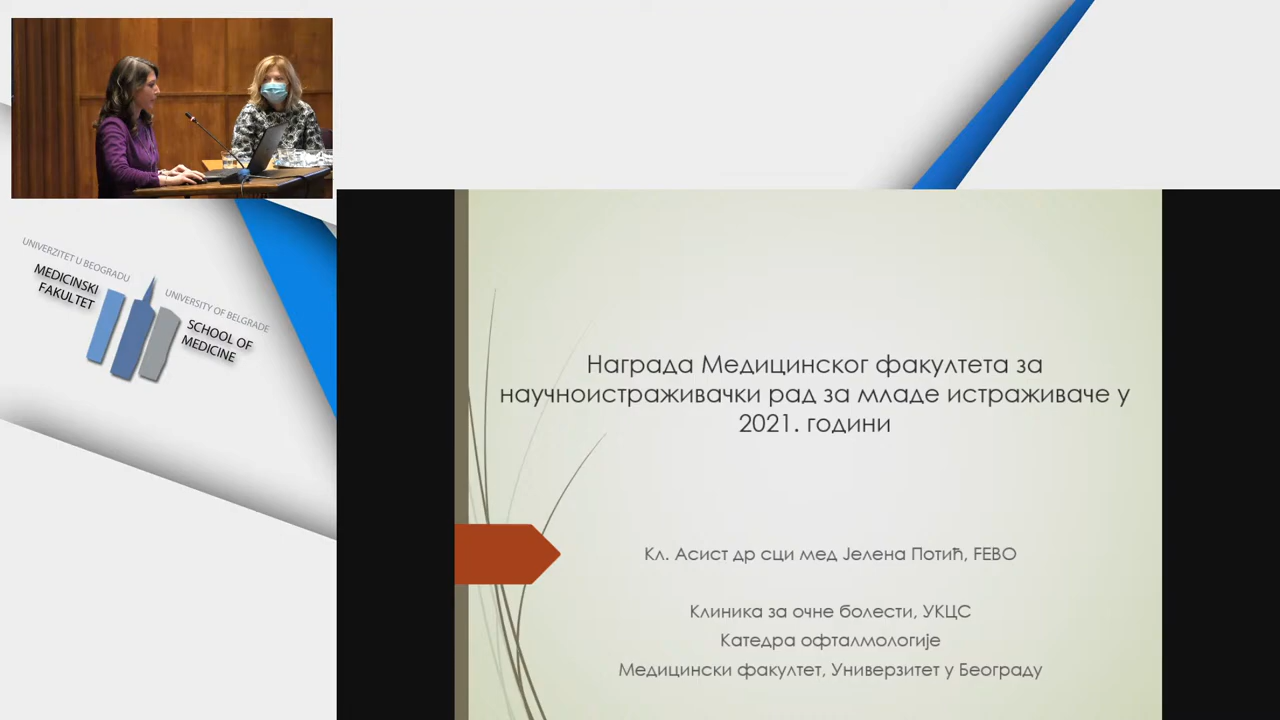 UNIVERZITET U BEOGRADU
MEDICINSKI
FAKULTET
UNIVERSITY OF BELGRADE
SCHOOL OF
MEDICINE
Награда Медицинског факултета за
научноистраживачки рад за младе истраживаче у
2021. години
Кл. Асист др сци мед Јелена Потић, FEBO
Клиника за очне болести, УКЦС
Катедра офталмологије
Медицински факултет, Универзитет у Београду